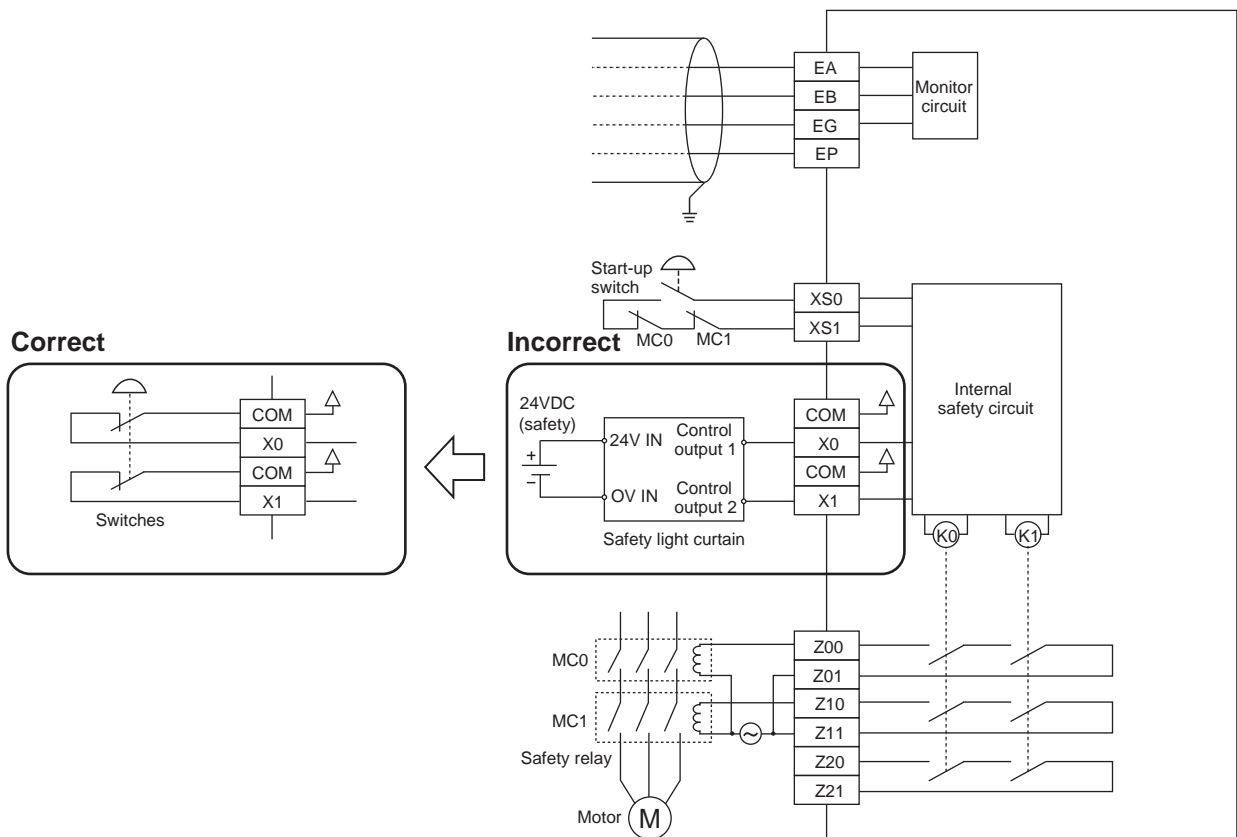 EA
EB
EG
EP
Monitor
circuit
Start-up
switch
MC0 MC1
XS0
XS1
Internal
safety circuit
Correct
COM
X0
COM
X1
Switches
Incorrect
24VDC
(safety)
+
−
24V IN
OV IN
Control
output 1
Control
output 2
Safety light curtain
COM
X0
COM
X1
K0
K1
MC0
MC1
Safety relay
Motor
M
Z00
Z01
Z10
Z11
Z20
Z21